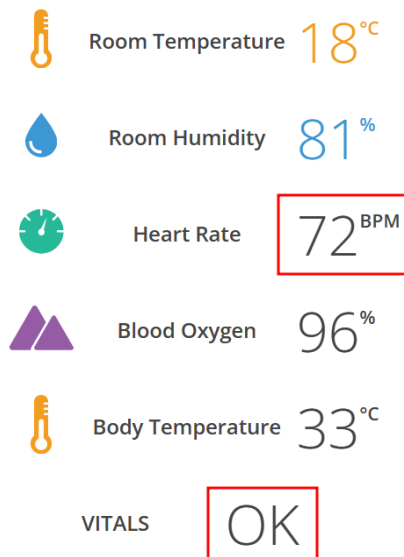 Room Temperature 18°C
Room Humidity 81%
Heart Rate 72BPM
Blood Oxygen 96%
Body Temperature 33°C
VITALS OK